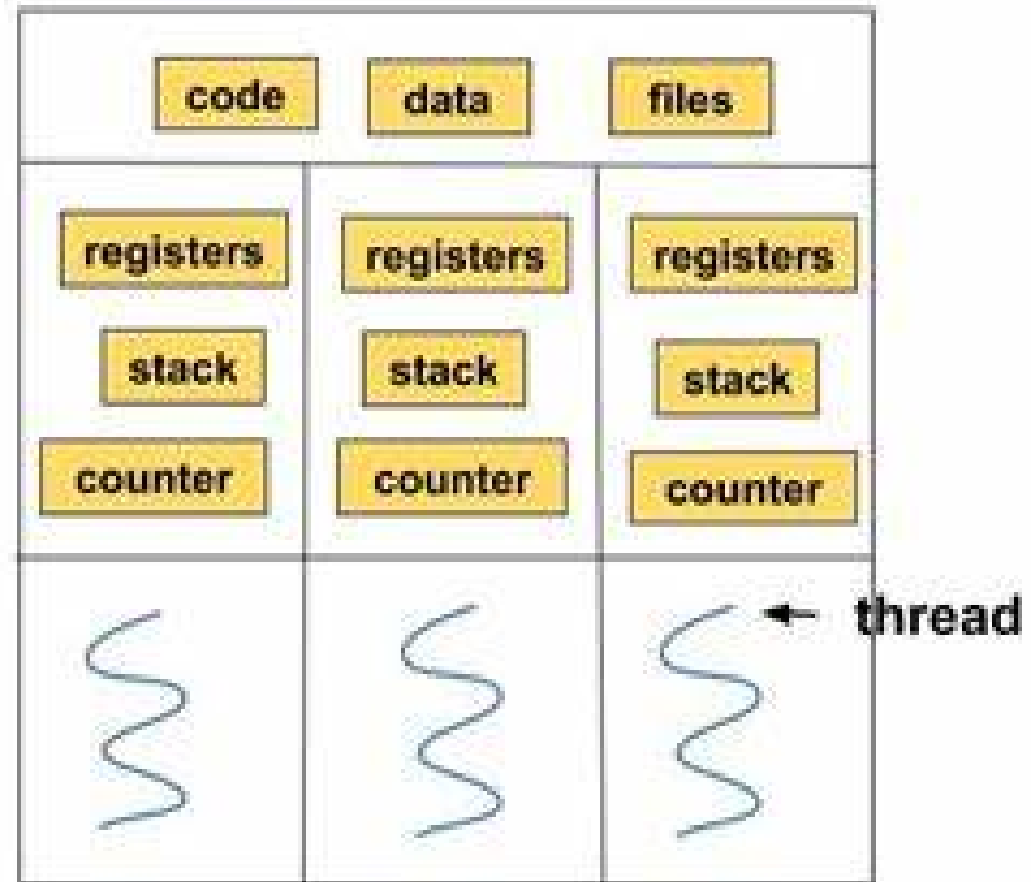 code data files
registers registers registers
stack stack stack
counter counter counter
thread